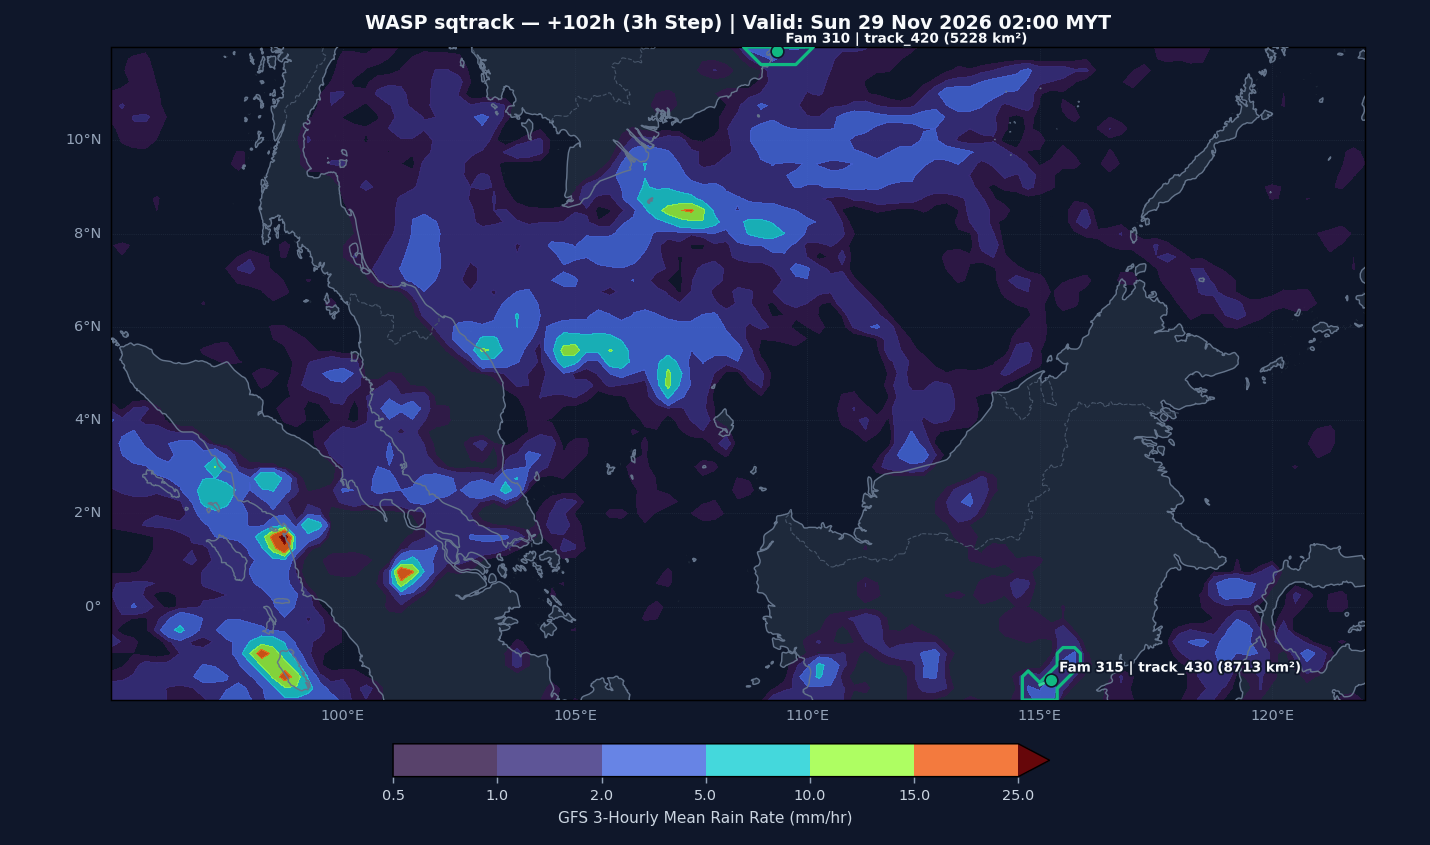 WASP sqtrack — +102h (3h Step) | Valid: Sun 29 Nov 2026 02:00 MYT
Fam 310 | track_420 (5228 km²)
10°N
8°N
6°N
4°N
2°N
0°
Fam 315 | track_430 (8713 km²)
100°E
105°E
110°E
115°E
120°E
0.5
1.0
2.0
5.0
10.0
15.0
25.0
GFS 3-Hourly Mean Rain Rate (mm/hr)